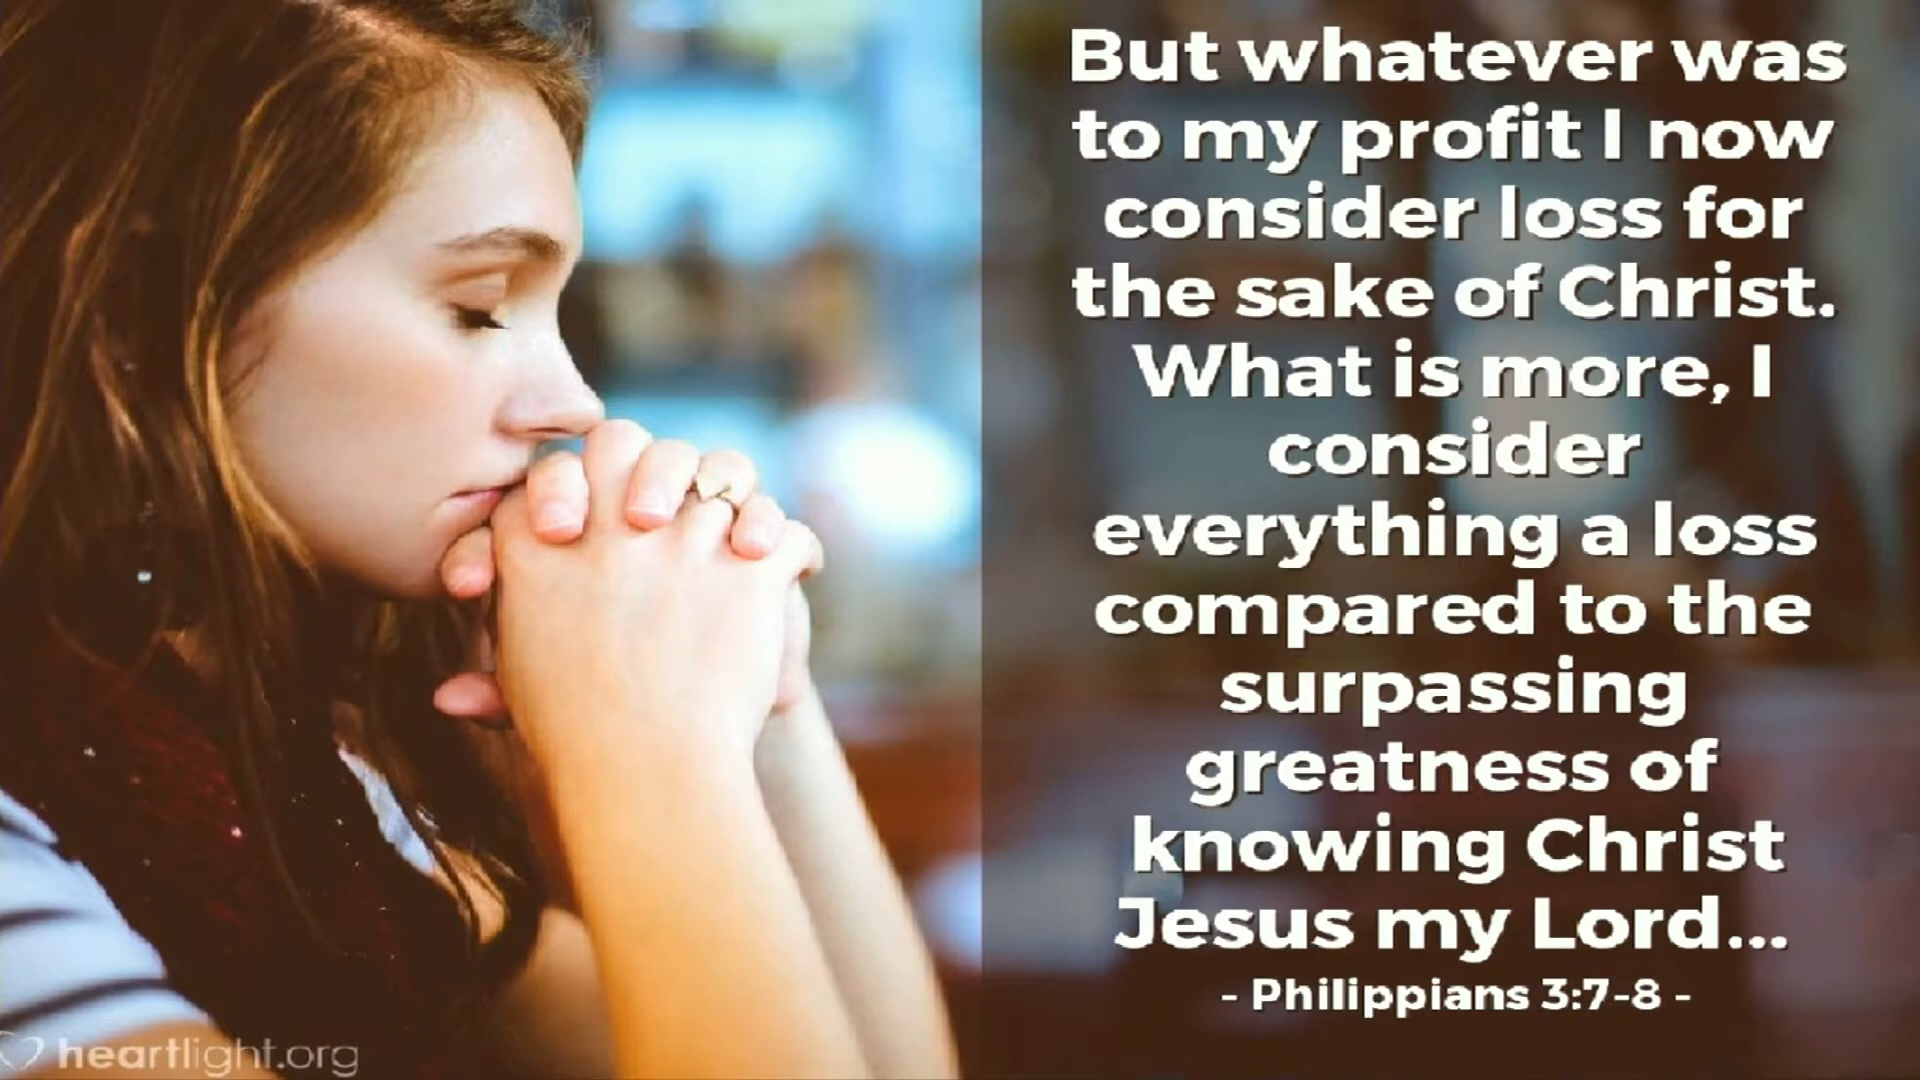 But whatever was
to my profit I now
consider loss for
the sake of Christ.
What is more, I
consider
everything a loss
compared to the
surpassing
greatness of
knowing Christ
Jesus my Lord...
- Philippians 3:7-8 -
heartlight.org